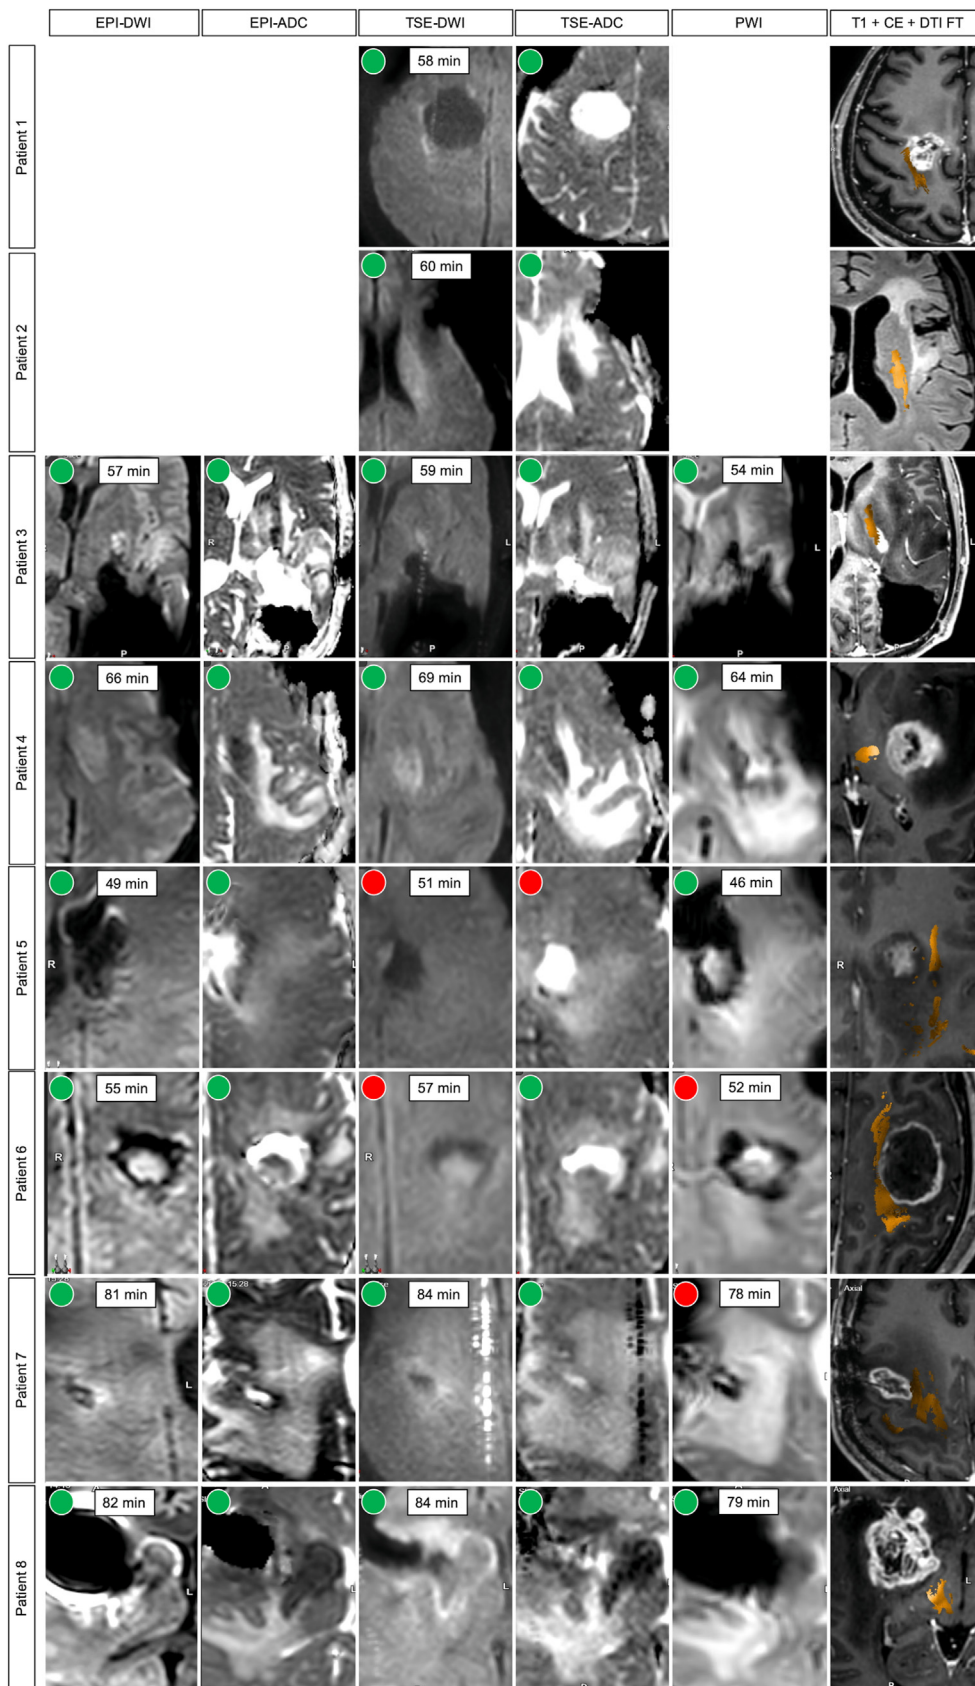 EPI-DWI EPI-ADC TSE-DWI TSE-ADC PWI T1 + CE + DTI FT
Patient 1
58 min
Patient 2
60 min
Patient 3
57 min 59 min 54 min
R L L L L
P P P P P
Patient 4
66 min 69 min 64 min
Patient 5
49 min 51 min 46 min
R L R
Patient 6
55 min 57 min 52 min
R R
Patient 7
81 min 15:28 84 min 78 min Axial
L
Patient 8
82 min 84 min 79 min Axial
L L L